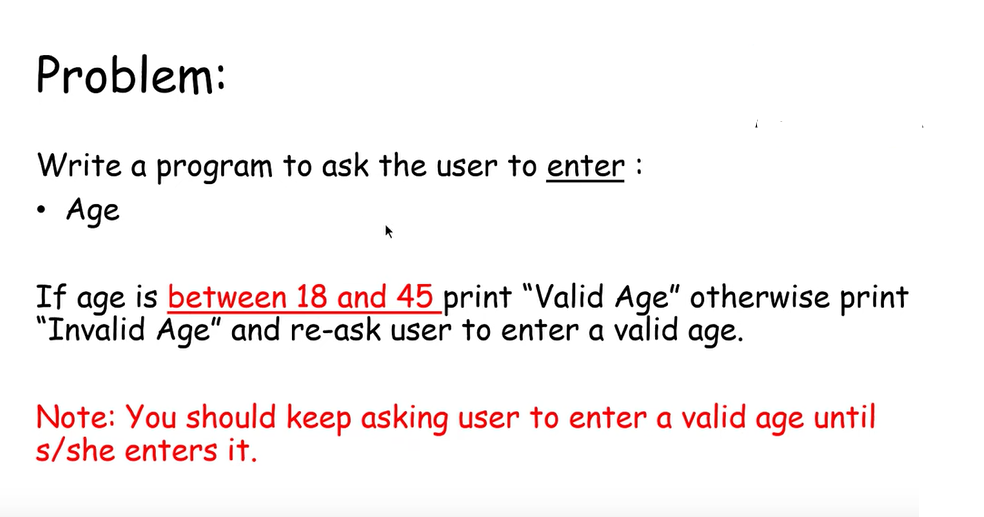 Problem:
Write a program to ask the user to enter :
• Age
If age is between 18 and 45 print “Valid Age” otherwise print
“Invalid Age” and re-ask user to enter a valid age.
Note: You should keep asking user to enter a valid age until
s/she enters it.